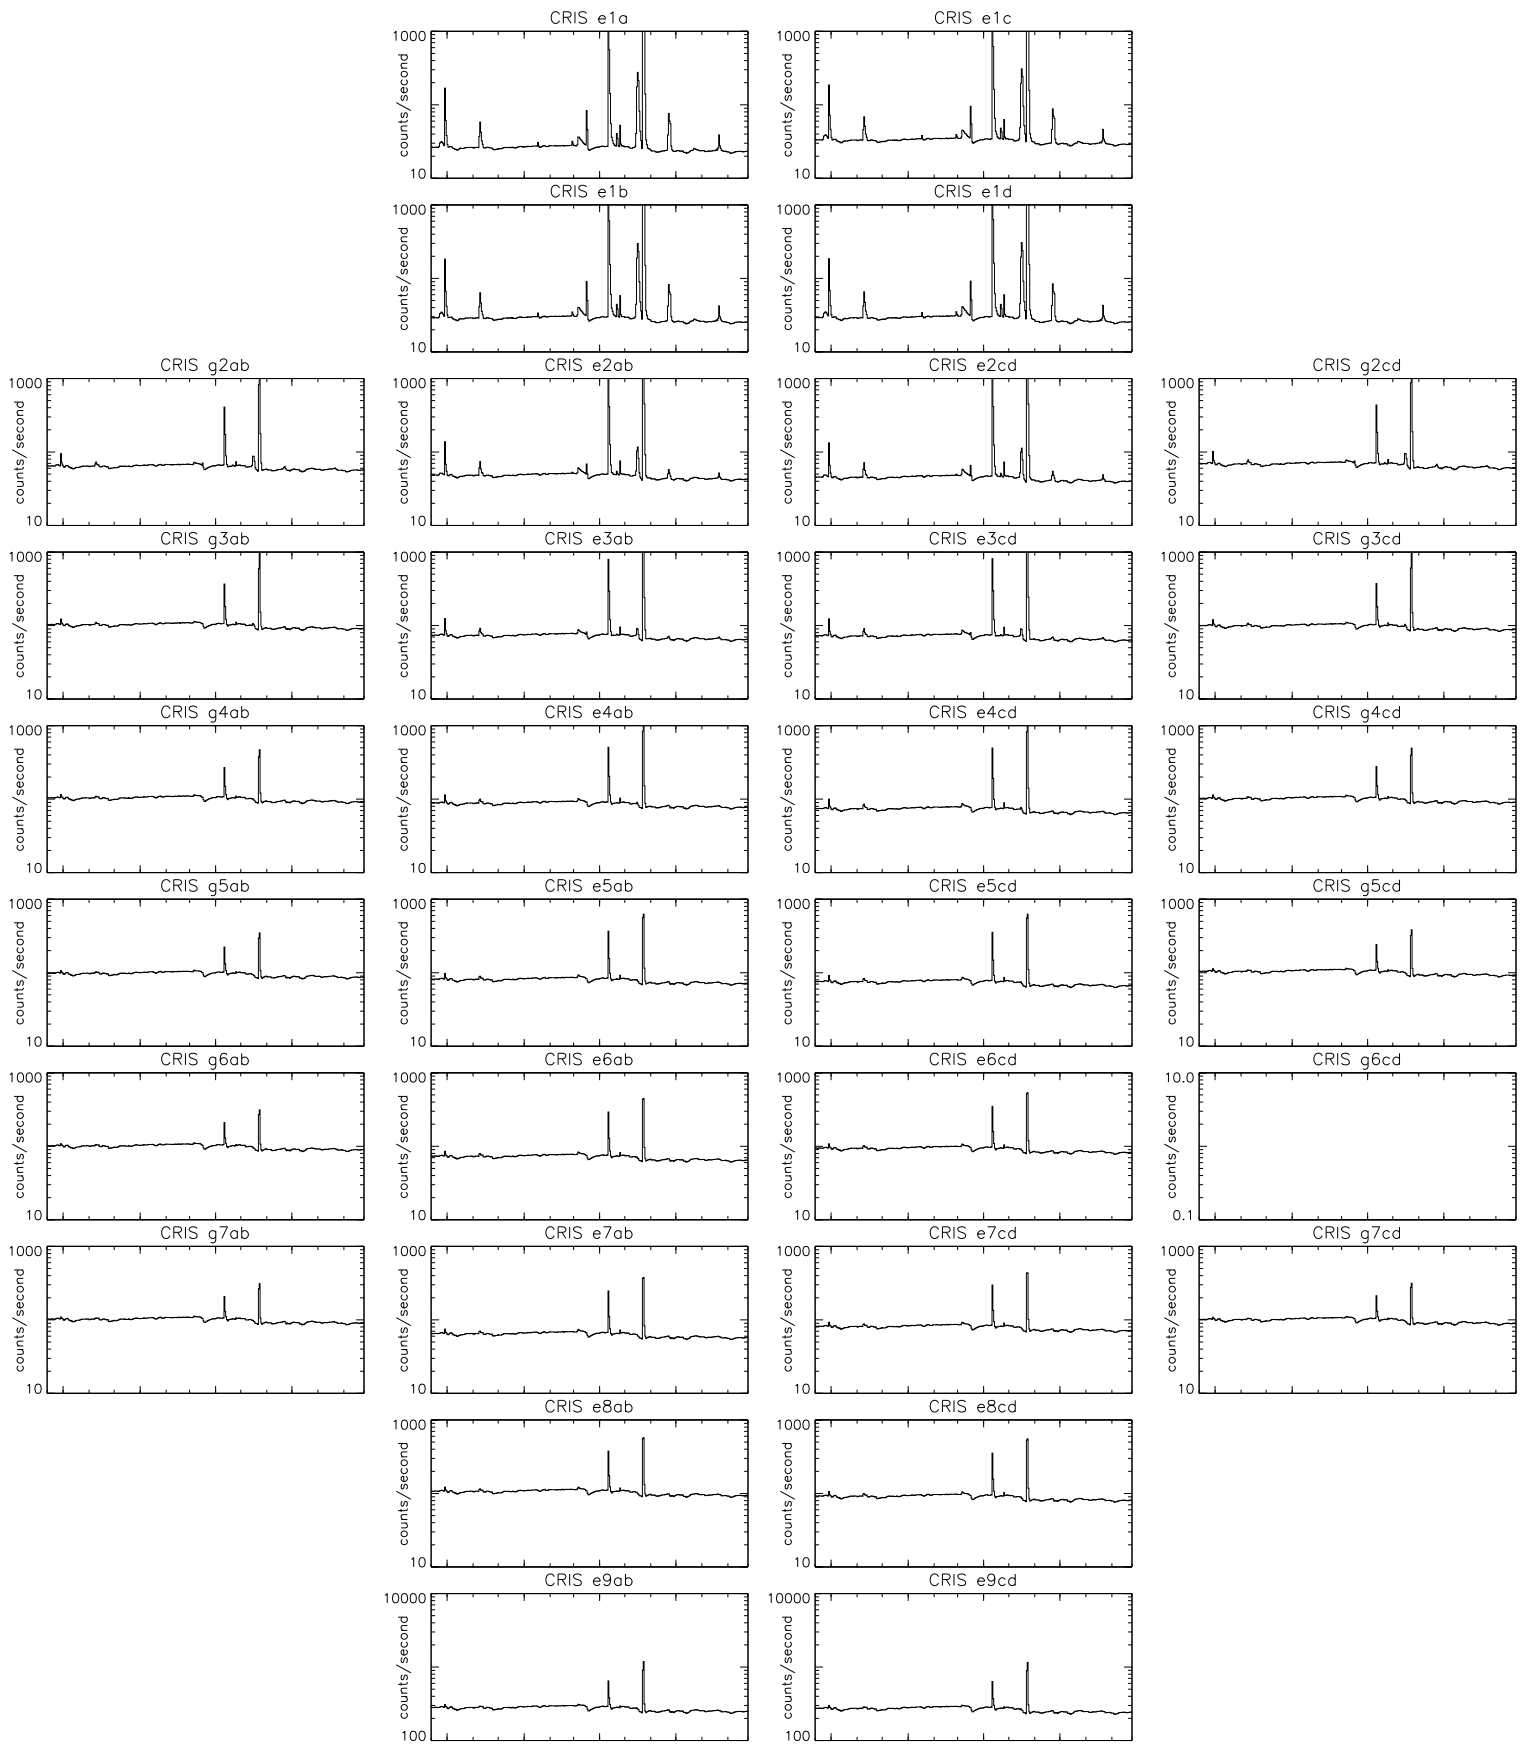 CRIS e1a CRIS e1c
1000 1000
counts/second counts/second
10 10
CRIS e1b CRIS e1d
1000 1000
counts/second counts/second
10 10
CRIS g2ab CRIS e2ab CRIS e2cd CRIS g2cd
1000 1000 1000 1000
counts/second counts/second counts/second counts/second
10 10 10 10
CRIS g3ab CRIS e3ab CRIS e3cd CRIS g3cd
1000 1000 1000 1000
counts/second counts/second counts/second counts/second
10 10 10 10
CRIS g4ab CRIS e4ab CRIS e4cd CRIS g4cd
1000 1000 1000 1000
counts/second counts/second counts/second counts/second
10 10 10 10
CRIS g5ab CRIS e5ab CRIS e5cd CRIS g5cd
1000 1000 1000 1000
counts/second counts/second counts/second counts/second
10 10 10 10
CRIS g6ab CRIS e6ab CRIS e6cd CRIS g6cd
1000 1000 1000 10.0
counts/second counts/second counts/second counts/second
10 10 10 0.1
CRIS g7ab CRIS e7ab CRIS e7cd CRIS g7cd
1000 1000 1000 1000
counts/second counts/second counts/second counts/second
10 10 10 10
CRIS e8ab CRIS e8cd
1000 1000
counts/second counts/second
10 10
CRIS e9ab CRIS e9cd
10000 10000
counts/second counts/second
100 100